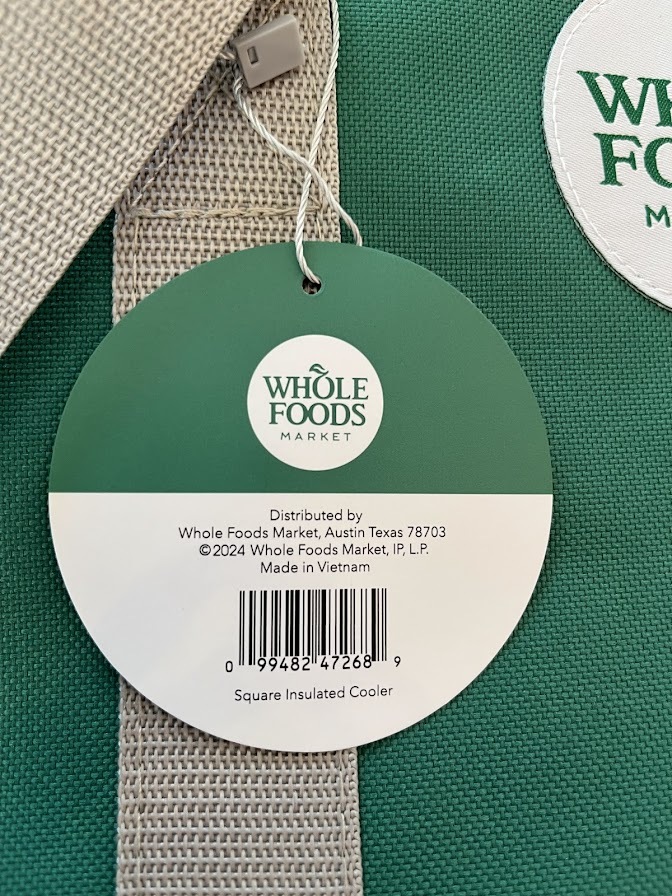 WHOLE
FOODS
MARKET
Distributed by
Whole Foods Market, Austin Texas 78703
©2024 Whole Foods Market, IP, L.P.
Made in Vietnam
0 99482 47268 9
Square Insulated Cooler